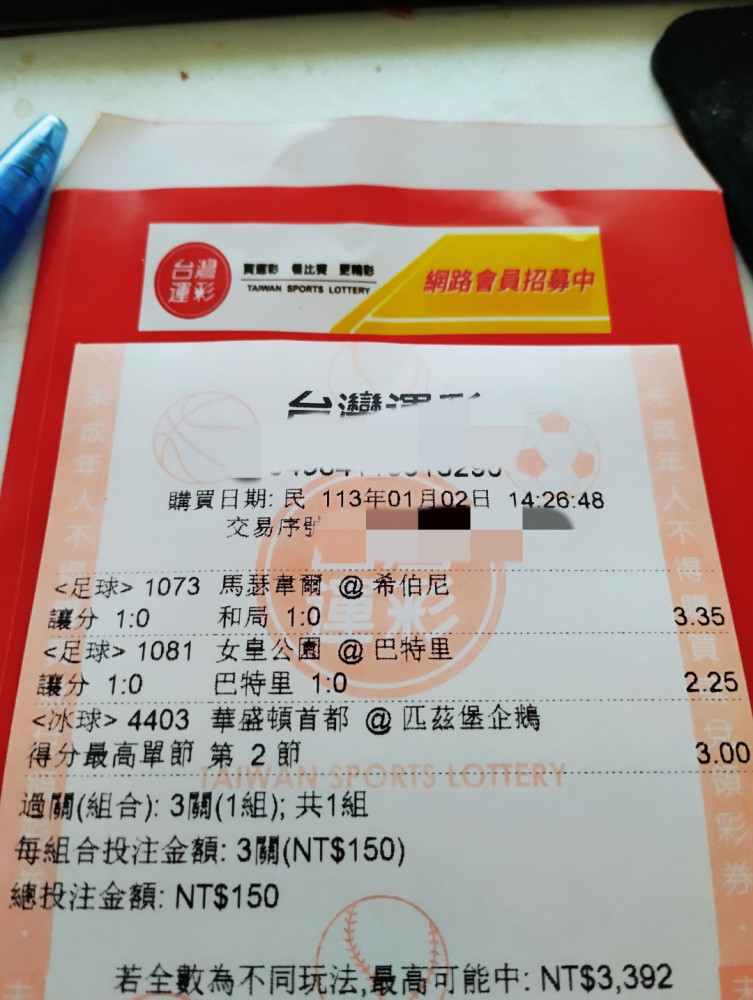 台灣
運彩
買運彩 看比賽 更精彩
TAIWAN SPORTS LOTTERY
網路會員招募中
台灣運彩
購買日期: 民 113年01月02日 14:26:48
交易序號
<足球> 1073 馬瑟韋爾 @ 希伯尼
讓分 1:0 和局 1:0 3.35
<足球> 1081 女皇公園 @ 巴特里
讓分 1:0 巴特里 1:0 2.25
<冰球> 4403 華盛頓首都 @ 匹茲堡企鵝
得分最高單節 第 2 節 3.00
TAIWAN SPORTS LOTTERY
過關(組合): 3關(1組); 共1組
每組合投注金額: 3關(NT$150)
總投注金額: NT$150
若全數為不同玩法,最高可能中: NT$3,392